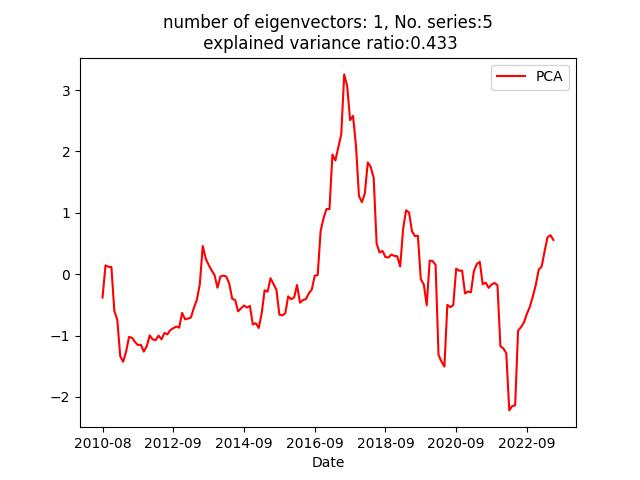 number of eigenvectors: 1, No. series:5
explained variance ratio:0.433
PCA
3
2
1
0
−1
−2
2010-08 2012-09 2014-09 2016-09 2018-09 2020-09 2022-09
Date